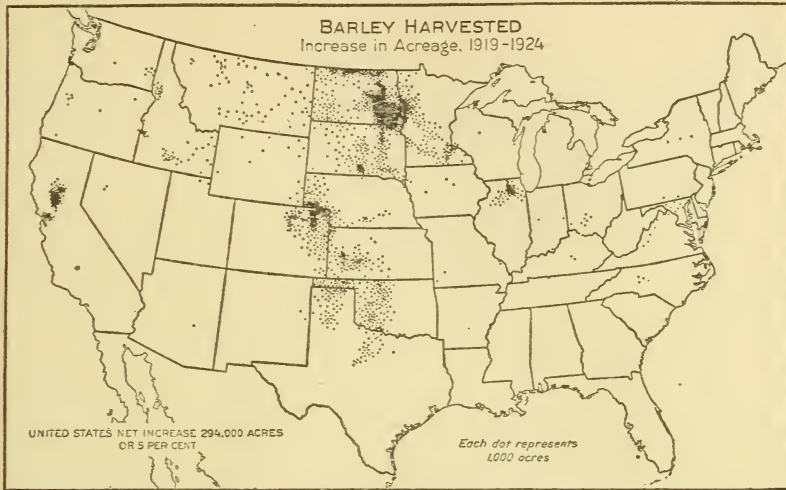 BARLEY HARVESTED
Increase in Acreage, 1919-1924
UNITED STATES NET INCREASE 294,000 ACRES
OR 5 PER CENT
Each dot represents
1,000 acres